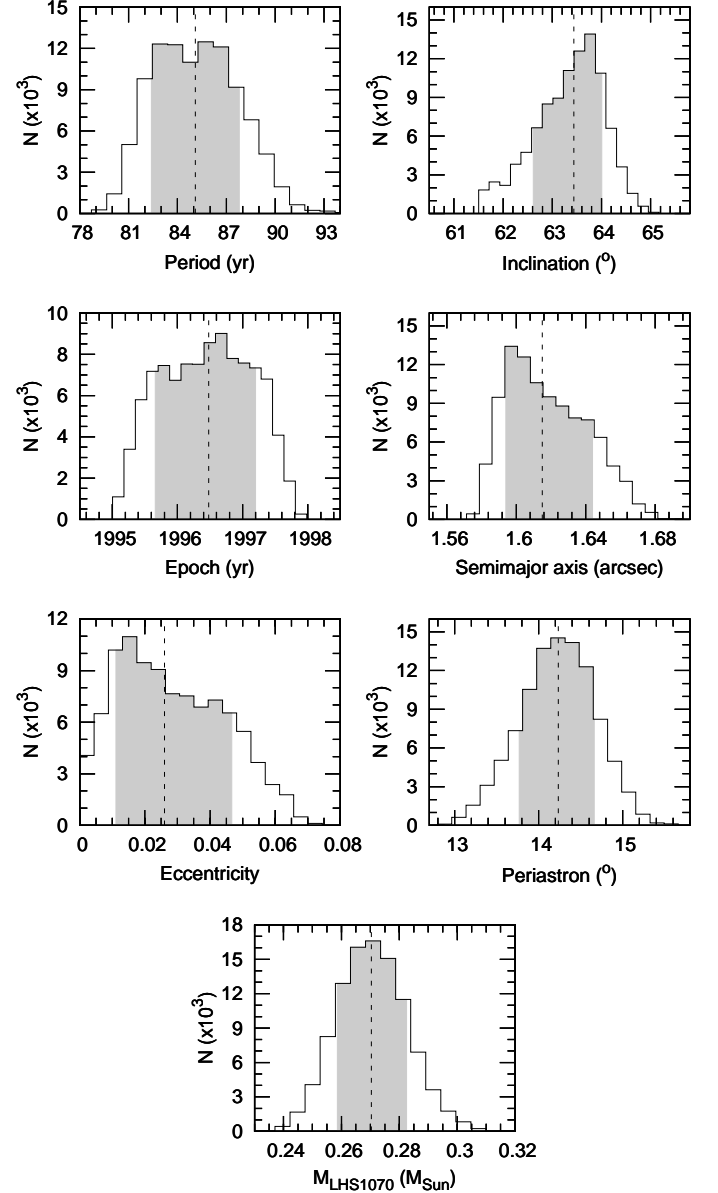 15
12
9
6
3
0
N (x10³)
78 81 84 87 90 93
Period (yr)
15
12
9
6
3
0
N (x10³)
61 62 63 64 65
Inclination (º)
10
8
6
4
2
0
N (x10³)
1995 1996 1997 1998
Epoch (yr)
15
12
9
6
3
0
N (x10³)
1.56 1.6 1.64 1.68
Semimajor axis (arcsec)
12
9
6
3
0
N (x10³)
0 0.02 0.04 0.06 0.08
Eccentricity
15
12
9
6
3
0
N (x10³)
13 14 15
Periastron (º)
18
15
12
9
6
3
0
N (x10³)
0.24 0.26 0.28 0.3 0.32
M_LHS1070 (M_Sun)